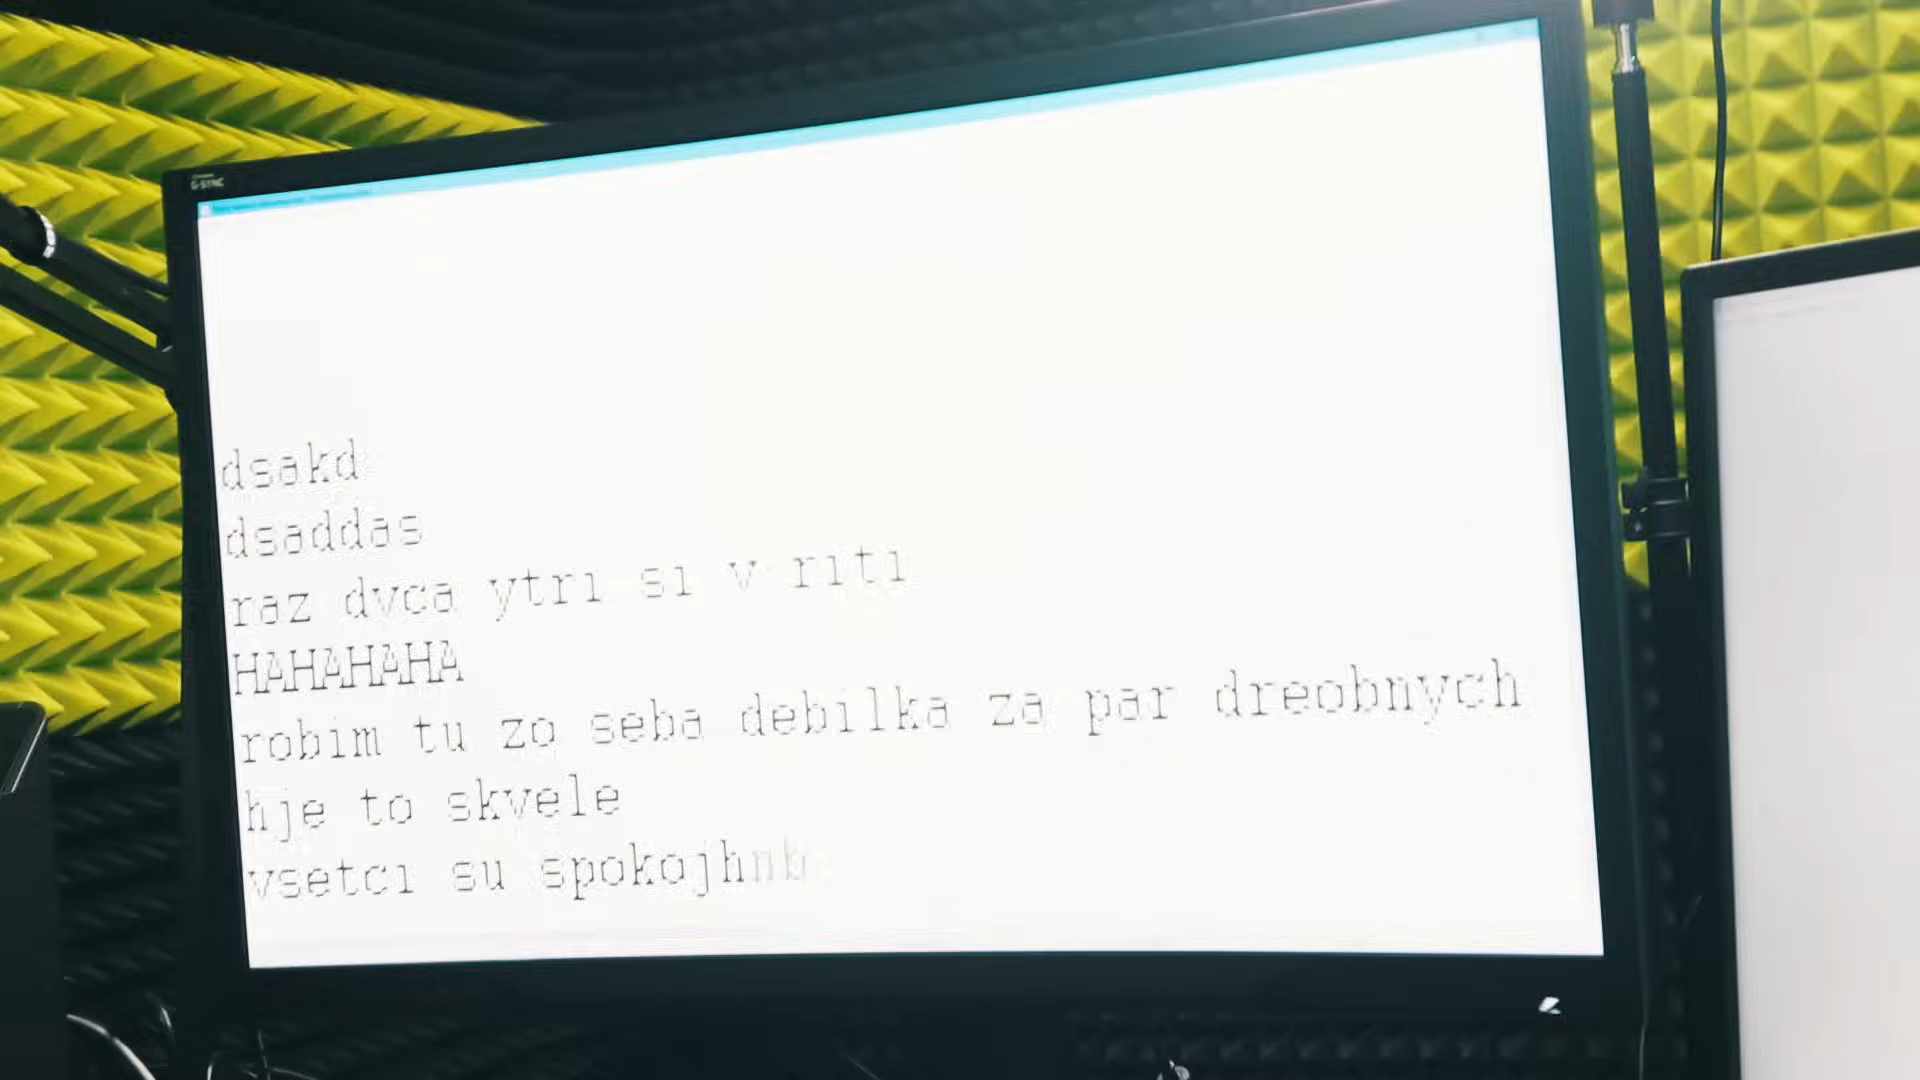 G-SYNC
dsakd
dsaddas
raz dvca ytri si v riti
HAHAHAHA
robim tu zo seba debilka za par dreobnych
hje to skvele
vsetci su spokojhnb